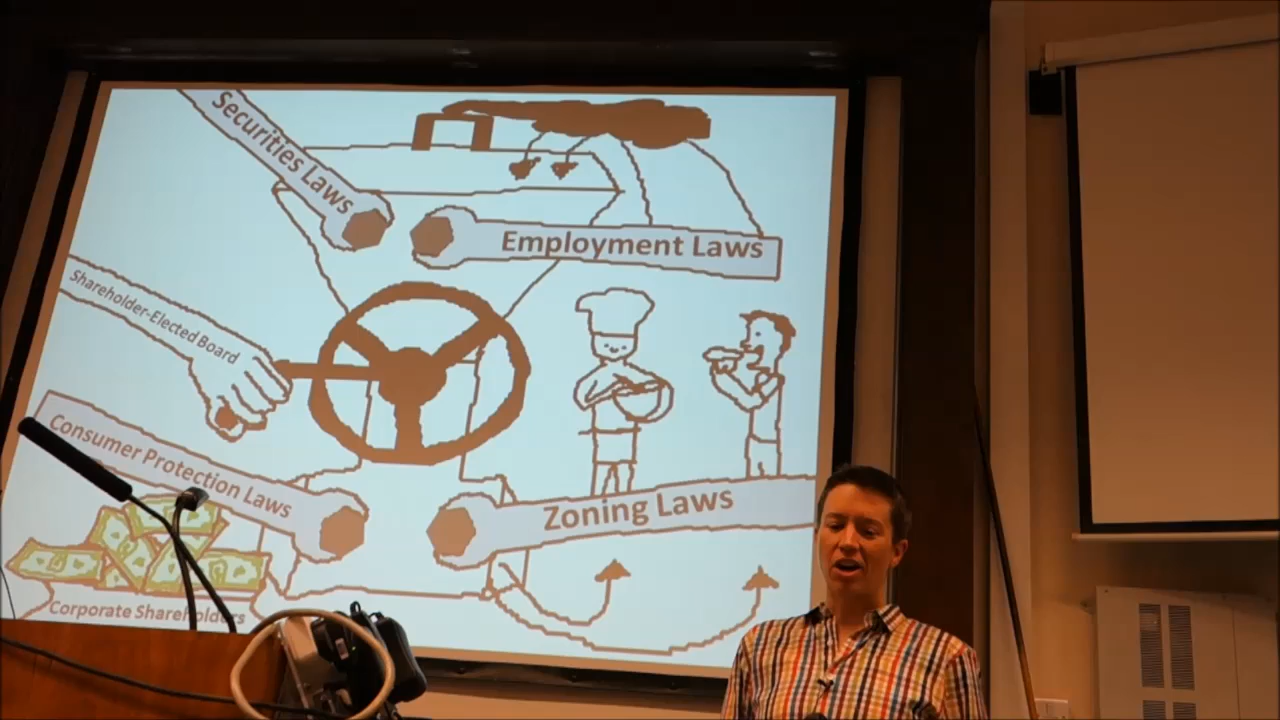 Securities Laws
Employment Laws
Shareholder-Elected Board
Consumer Protection Laws
Zoning Laws
Corporate Shareholders